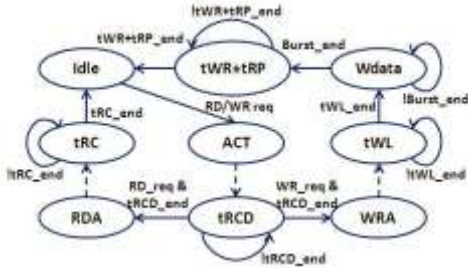 !tWR+tRP_end
tWR+tRP_end
Burst_end
Idle
tWR+tRP
Wdata
!Burst_end
tRC_end
RD/WR req
tWL_end
tRC
ACT
tWL
!tRC_end
!tWL_end
RD_req &
tRCD_end
WR_req &
tRCD_end
RDA
tRCD
WRA
!tRCD_end